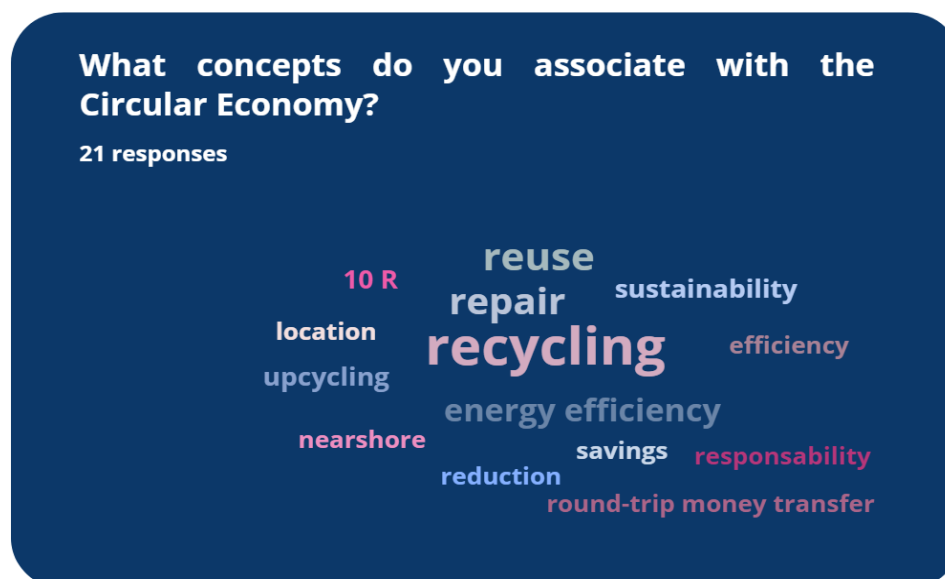 What concepts do you associate with the
Circular Economy?
21 responses
reuse
10 R
sustainability
repair
location
recycling
efficiency
upcycling
energy efficiency
nearshore
savings
responsability
reduction
round-trip money transfer